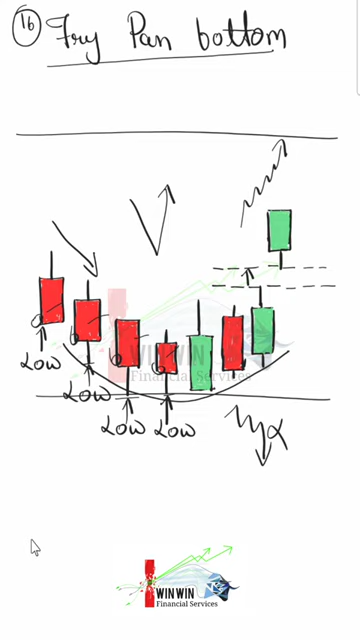 16 Fry Pan bottom
LOW
LOW
LOW LOW
WIN WIN
Financial Services
WIN WIN
Financial Services